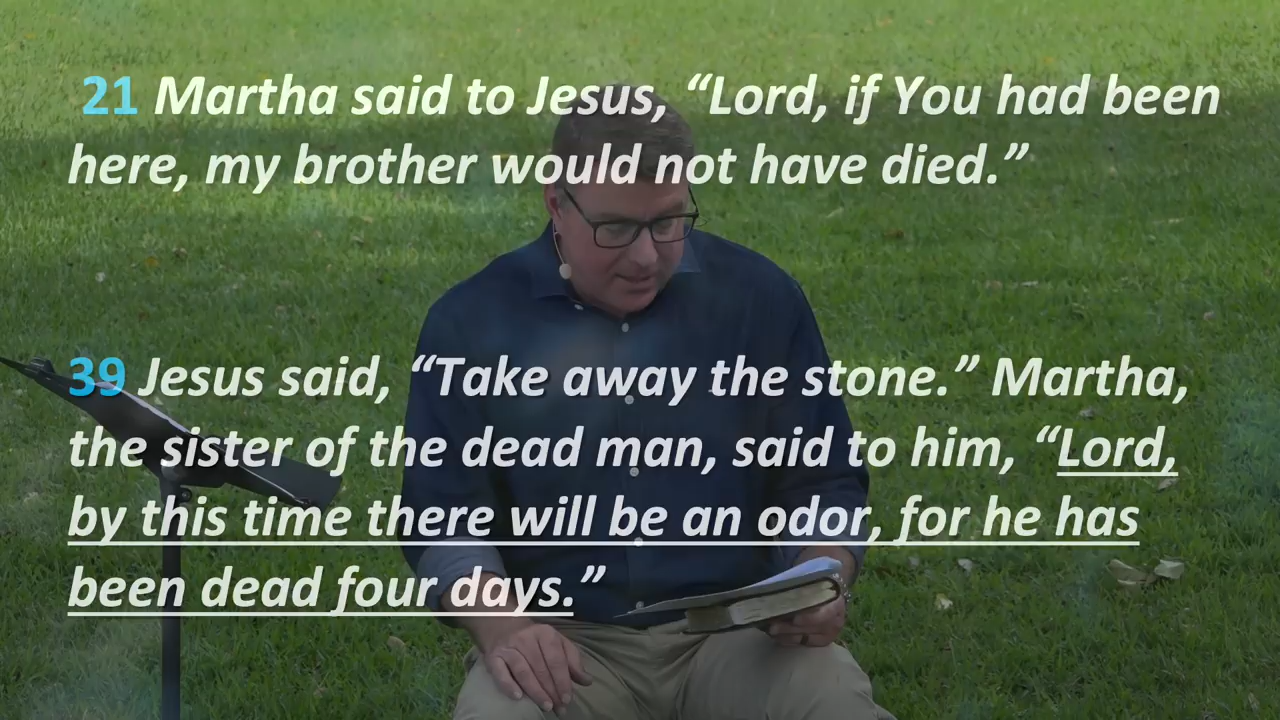 21 Martha said to Jesus, “Lord, if You had been
here, my brother would not have died.”
39 Jesus said, “Take away the stone.” Martha,
the sister of the dead man, said to him, “Lord,
by this time there will be an odor, for he has
been dead four days.”